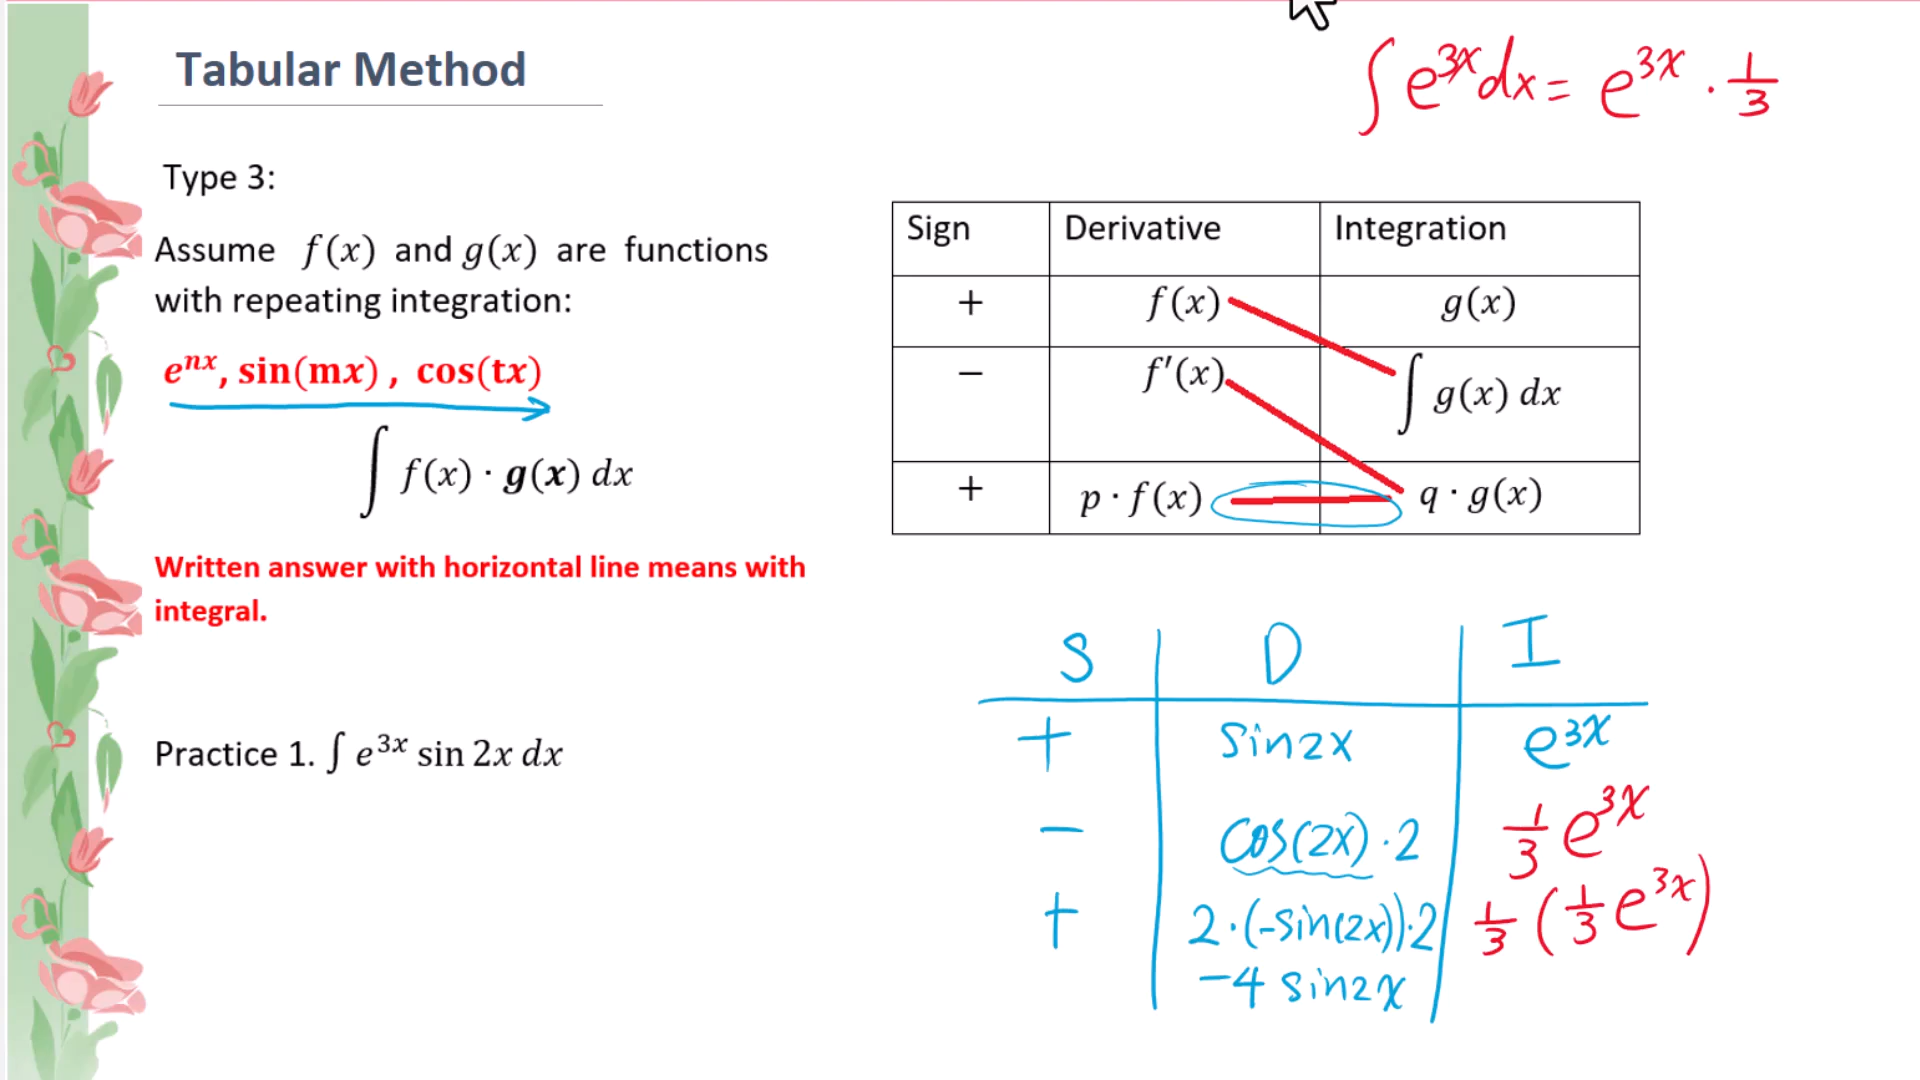 Tabular Method
∫ e^{3x} dx = e^{3x} · 1/3
Type 3:
Assume f(x) and g(x) are functions
with repeating integration:
e^{nx}, sin(mx) , cos(tx)
∫ f(x) · g(x) dx
Written answer with horizontal line means with
integral.
Practice 1. ∫ e^{3x} sin 2x dx
Sign Derivative Integration
+ f(x) g(x)
− f′(x) ∫ g(x) dx
+ p · f(x) q · g(x)
S D I
+ sin2x e^{3x}
− cos(2x) · 2 1/3 e^{3x}
+ 2·(-sin(2x))·2 1/3 (1/3 e^{3x})
-4 sin2x